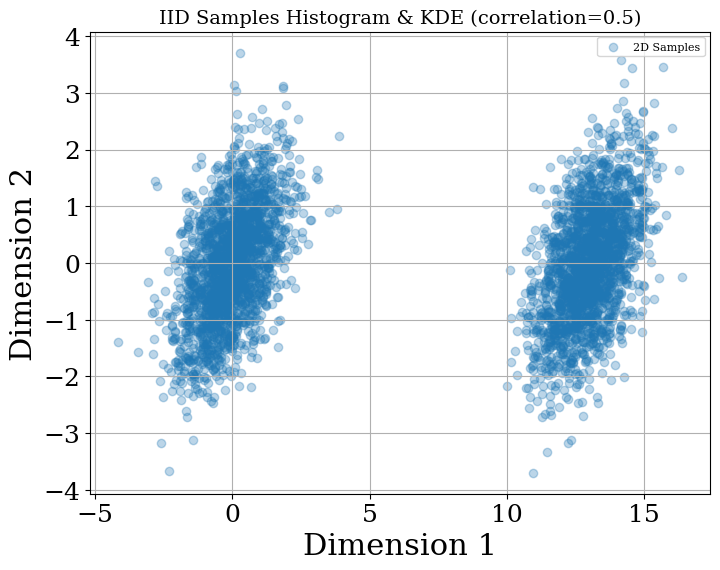 IID Samples Histogram & KDE (correlation=0.5)
2D Samples
4
3
2
1
0
−1
−2
−3
−4
Dimension 2
−5 0 5 10 15
Dimension 1